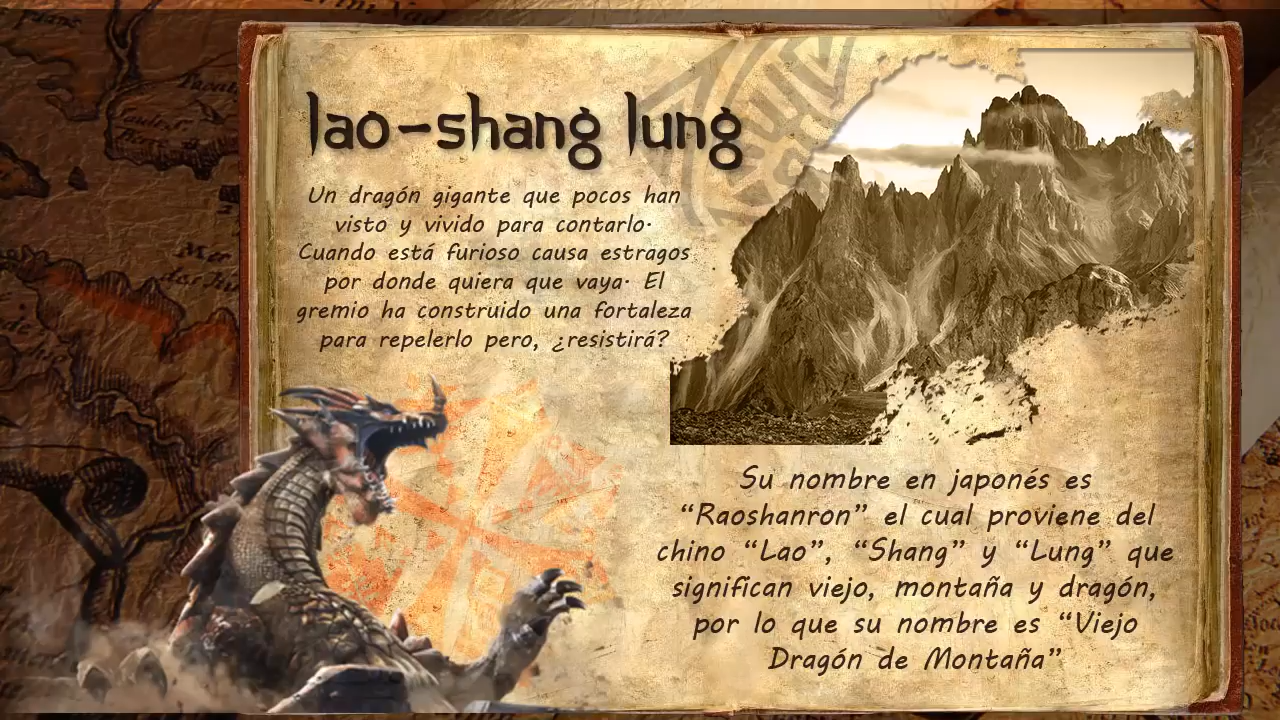 lao-shang lung
Un dragón gigante que pocos han
visto y vivido para contarlo.
Cuando está furioso causa estragos
por donde quiera que vaya. El
gremio ha construido una fortaleza
para repelerlo pero, ¿resistirá?
Su nombre en japonés es
“Raoshanron” el cual proviene del
chino “Lao”, “Shang” y “Lung” que
significan viejo, montaña y dragón,
por lo que su nombre es “Viejo
Dragón de Montaña”